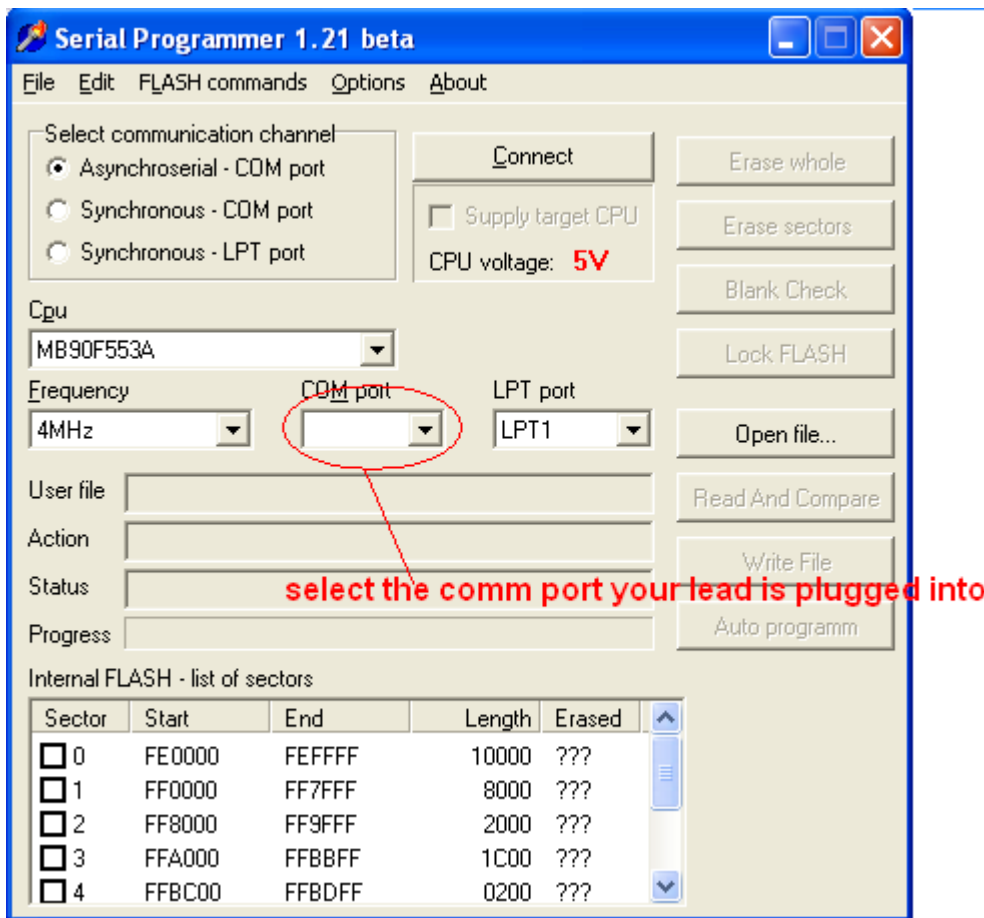 Serial Programmer 1.21 beta
File Edit FLASH commands Options About
Select communication channel
Asynchroserial - COM port
Synchronous - COM port
Synchronous - LPT port
Connect
Supply target CPU
CPU voltage: 5V
Erase whole
Erase sectors
Blank Check
Lock FLASH
Cpu
MB90F553A
Frequency COM port LPT port
4MHz LPT1
Open file...
User file
Read And Compare
Action
Write File
Status
select the comm port your lead is plugged into
Progress
Auto programm
Internal FLASH - list of sectors
Sector Start End Length Erased
0 FE0000 FEFFFF 10000 ???
1 FF0000 FF7FFF 8000 ???
2 FF8000 FF9FFF 2000 ???
3 FFA000 FFBBFF 1C00 ???
4 FFBC00 FFBDFF 0200 ???